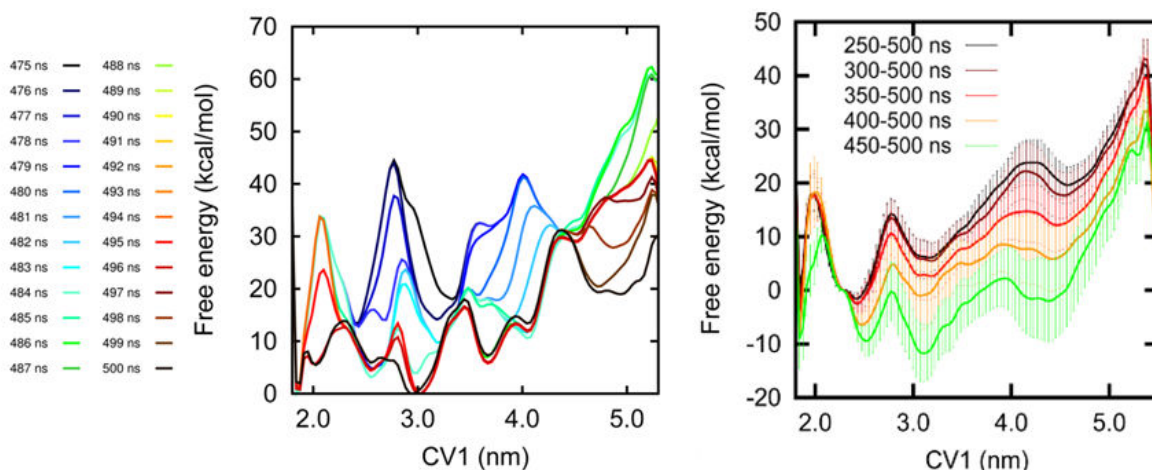 475 ns 488 ns
476 ns 489 ns
477 ns 490 ns
478 ns 491 ns
479 ns 492 ns
480 ns 493 ns
481 ns 494 ns
482 ns 495 ns
483 ns 496 ns
484 ns 497 ns
485 ns 498 ns
486 ns 499 ns
487 ns 500 ns
Free energy (kcal/mol)
70
60
50
40
30
20
10
0
2.0 3.0 4.0 5.0
CV1 (nm)
Free energy (kcal/mol)
50
40
30
20
10
0
-10
-20
250-500 ns
300-500 ns
350-500 ns
400-500 ns
450-500 ns
2.0 3.0 4.0 5.0
CV1 (nm)